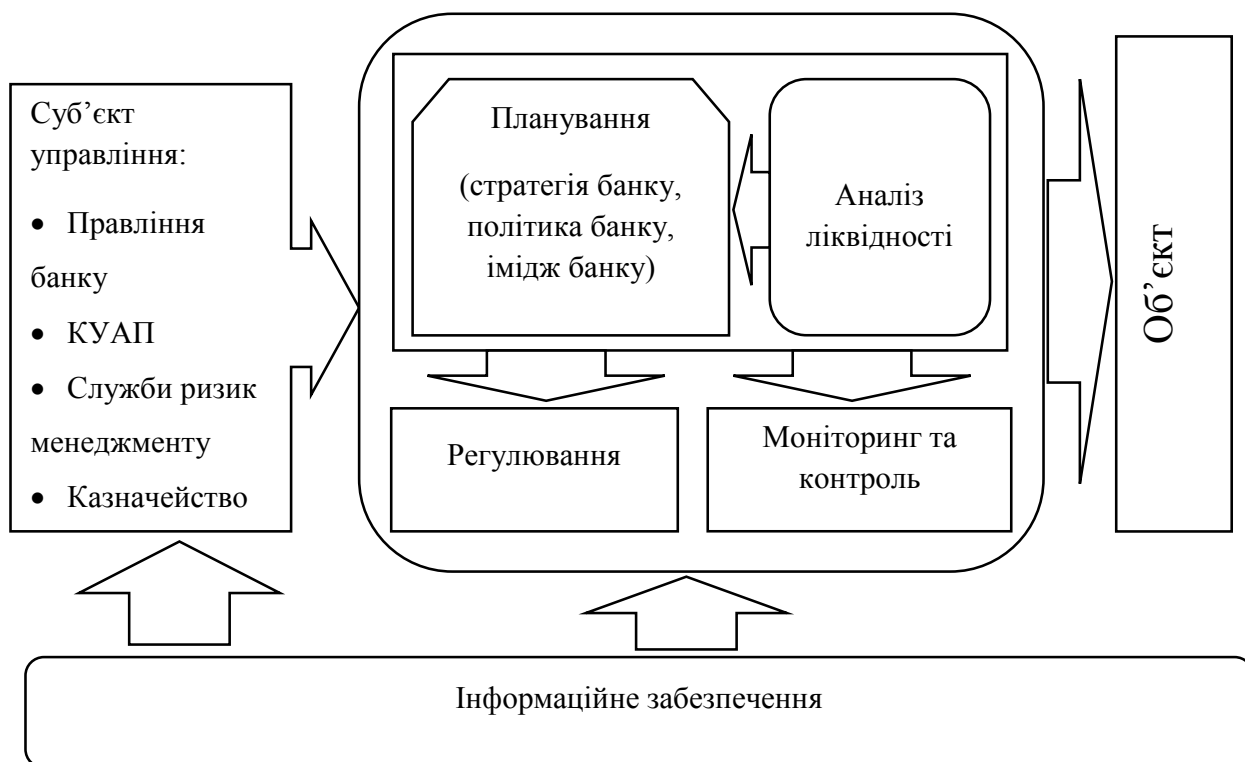 Суб’єкт
управління:
• Правління
банку
• КУАП
• Служби ризик
менеджменту
• Казначейство
Планування
(стратегія банку,
політика банку,
імідж банку)
Аналіз
ліквідності
Регулювання
Моніторинг та
контроль
Об’єкт
Інформаційне забезпечення